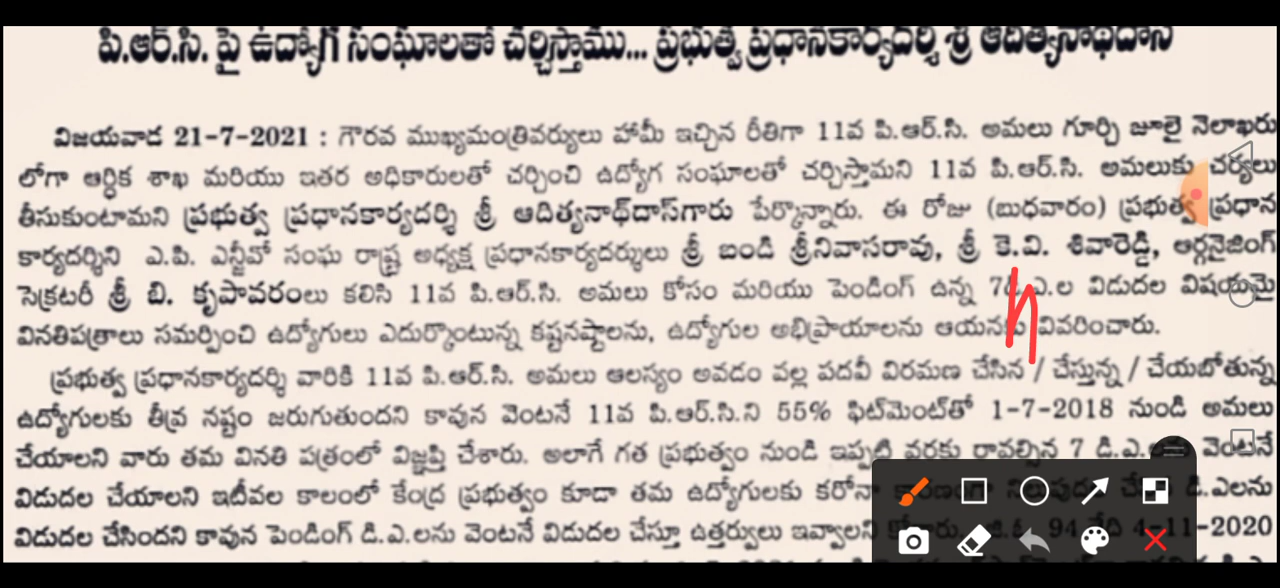 పి.ఆర్.సి. పై ఉద్యోగ సంఘాలతో చర్చిస్తాము... ప్రభుత్వ ప్రధానకార్యదర్శి శ్రీ ఆదిత్యనాథ్‌దాస్
విజయవాడ 21-7-2021 : గౌరవ ముఖ్యమంత్రివర్యులు హామీ ఇచ్చిన రీతిగా 11వ పి.ఆర్.సి. అమలు గూర్చి జూలై నెలాఖరు
లోగా ఆర్థిక శాఖ మరియు ఇతర అధికారులతో చర్చించి ఉద్యోగ సంఘాలతో చర్చిస్తామని 11వ పి.ఆర్.సి. అమలుకు చర్యలు
తీసుకుంటామని ప్రభుత్వ ప్రధానకార్యదర్శి శ్రీ ఆదిత్యనాథ్‌దాస్‌గారు పేర్కొన్నారు. ఈ రోజు (బుధవారం) ప్రభుత్వ ప్రధాన
కార్యదర్శిని ఎ.పి. ఎన్జీవో సంఘ రాష్ట్ర అధ్యక్ష ప్రధానకార్యదర్శులు శ్రీ బండి శ్రీనివాసరావు, శ్రీ కె.వి. శివారెడ్డి, ఆర్గనైజింగ్
సెక్రటరీ శ్రీ బి. కృపావరంలు కలిసి 11వ పి.ఆర్.సి. అమలు కోసం మరియు పెండింగ్ ఉన్న 7డి.ఎ.ల విడుదల విషయమై
వినతిపత్రాలు సమర్పించి ఉద్యోగులు ఎదుర్కొంటున్న కష్టనష్టాలను, ఉద్యోగుల అభిప్రాయాలను ఆయనకు వివరించారు.
ప్రభుత్వ ప్రధానకార్యదర్శి వారికి 11వ పి.ఆర్.సి. అమలు ఆలస్యం అవడం వల్ల పదవీ విరమణ చేసిన / చేస్తున్న / చేయబోతున్న
ఉద్యోగులకు తీవ్ర నష్టం జరుగుతుందని కావున వెంటనే 11వ పి.ఆర్.సి.ని 55% ఫిట్‌మెంట్‌తో 1-7-2018 నుండి అమలు
చేయాలని వారు తమ వినతి పత్రంలో విజ్ఞప్తి చేశారు. అలాగే గత ప్రభుత్వం నుండి ఇప్పటి వరకు రావల్సిన 7 డి.ఎ.లను వెంటనే
విడుదల చేయాలని ఇటీవల కాలంలో కేంద్ర ప్రభుత్వం కూడా తమ ఉద్యోగులకు కరోనా కారణంగా నిలుపుదల చేసిన డి.ఎలను
విడుదల చేసిందని కావున పెండింగ్ డి.ఎ.లను వెంటనే విడుదల చేస్తూ ఉత్తర్వులు ఇవ్వాలని కోరారు. జి.ఓ. 94 తేది 4-11-2020